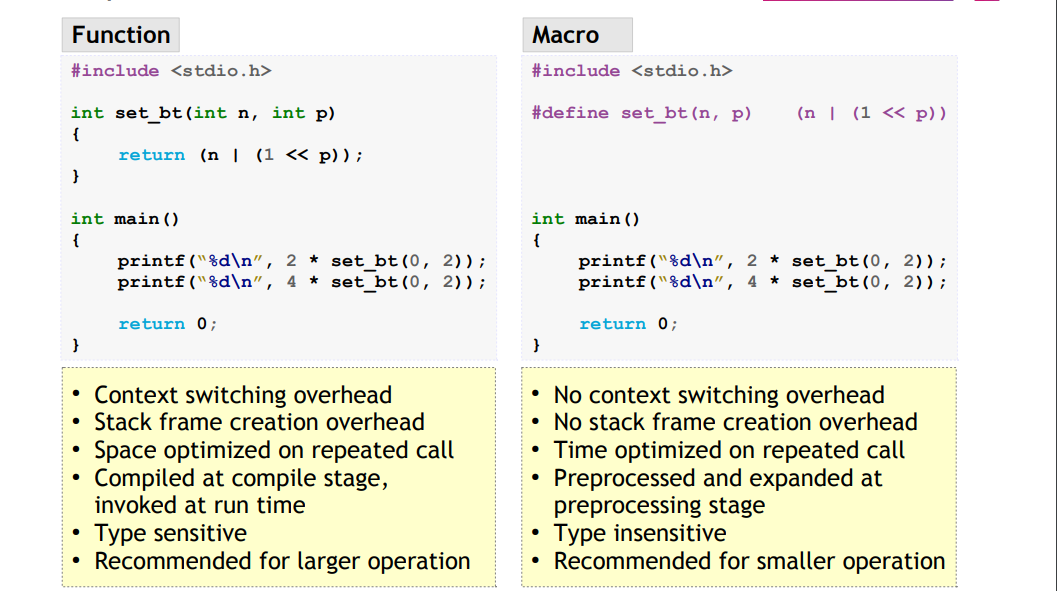 Function
#include <stdio.h>
int set_bt(int n, int p)
{
return (n | (1 << p));
}
int main()
{
printf(“%d\n”, 2 * set_bt(0, 2));
printf(“%d\n”, 4 * set_bt(0, 2));
return 0;
}
• Context switching overhead
• Stack frame creation overhead
• Space optimized on repeated call
• Compiled at compile stage,
invoked at run time
• Type sensitive
• Recommended for larger operation
Macro
#include <stdio.h>
#define set_bt(n, p) (n | (1 << p))
int main()
{
printf(“%d\n”, 2 * set_bt(0, 2));
printf(“%d\n”, 4 * set_bt(0, 2));
return 0;
}
• No context switching overhead
• No stack frame creation overhead
• Time optimized on repeated call
• Preprocessed and expanded at
preprocessing stage
• Type insensitive
• Recommended for smaller operation